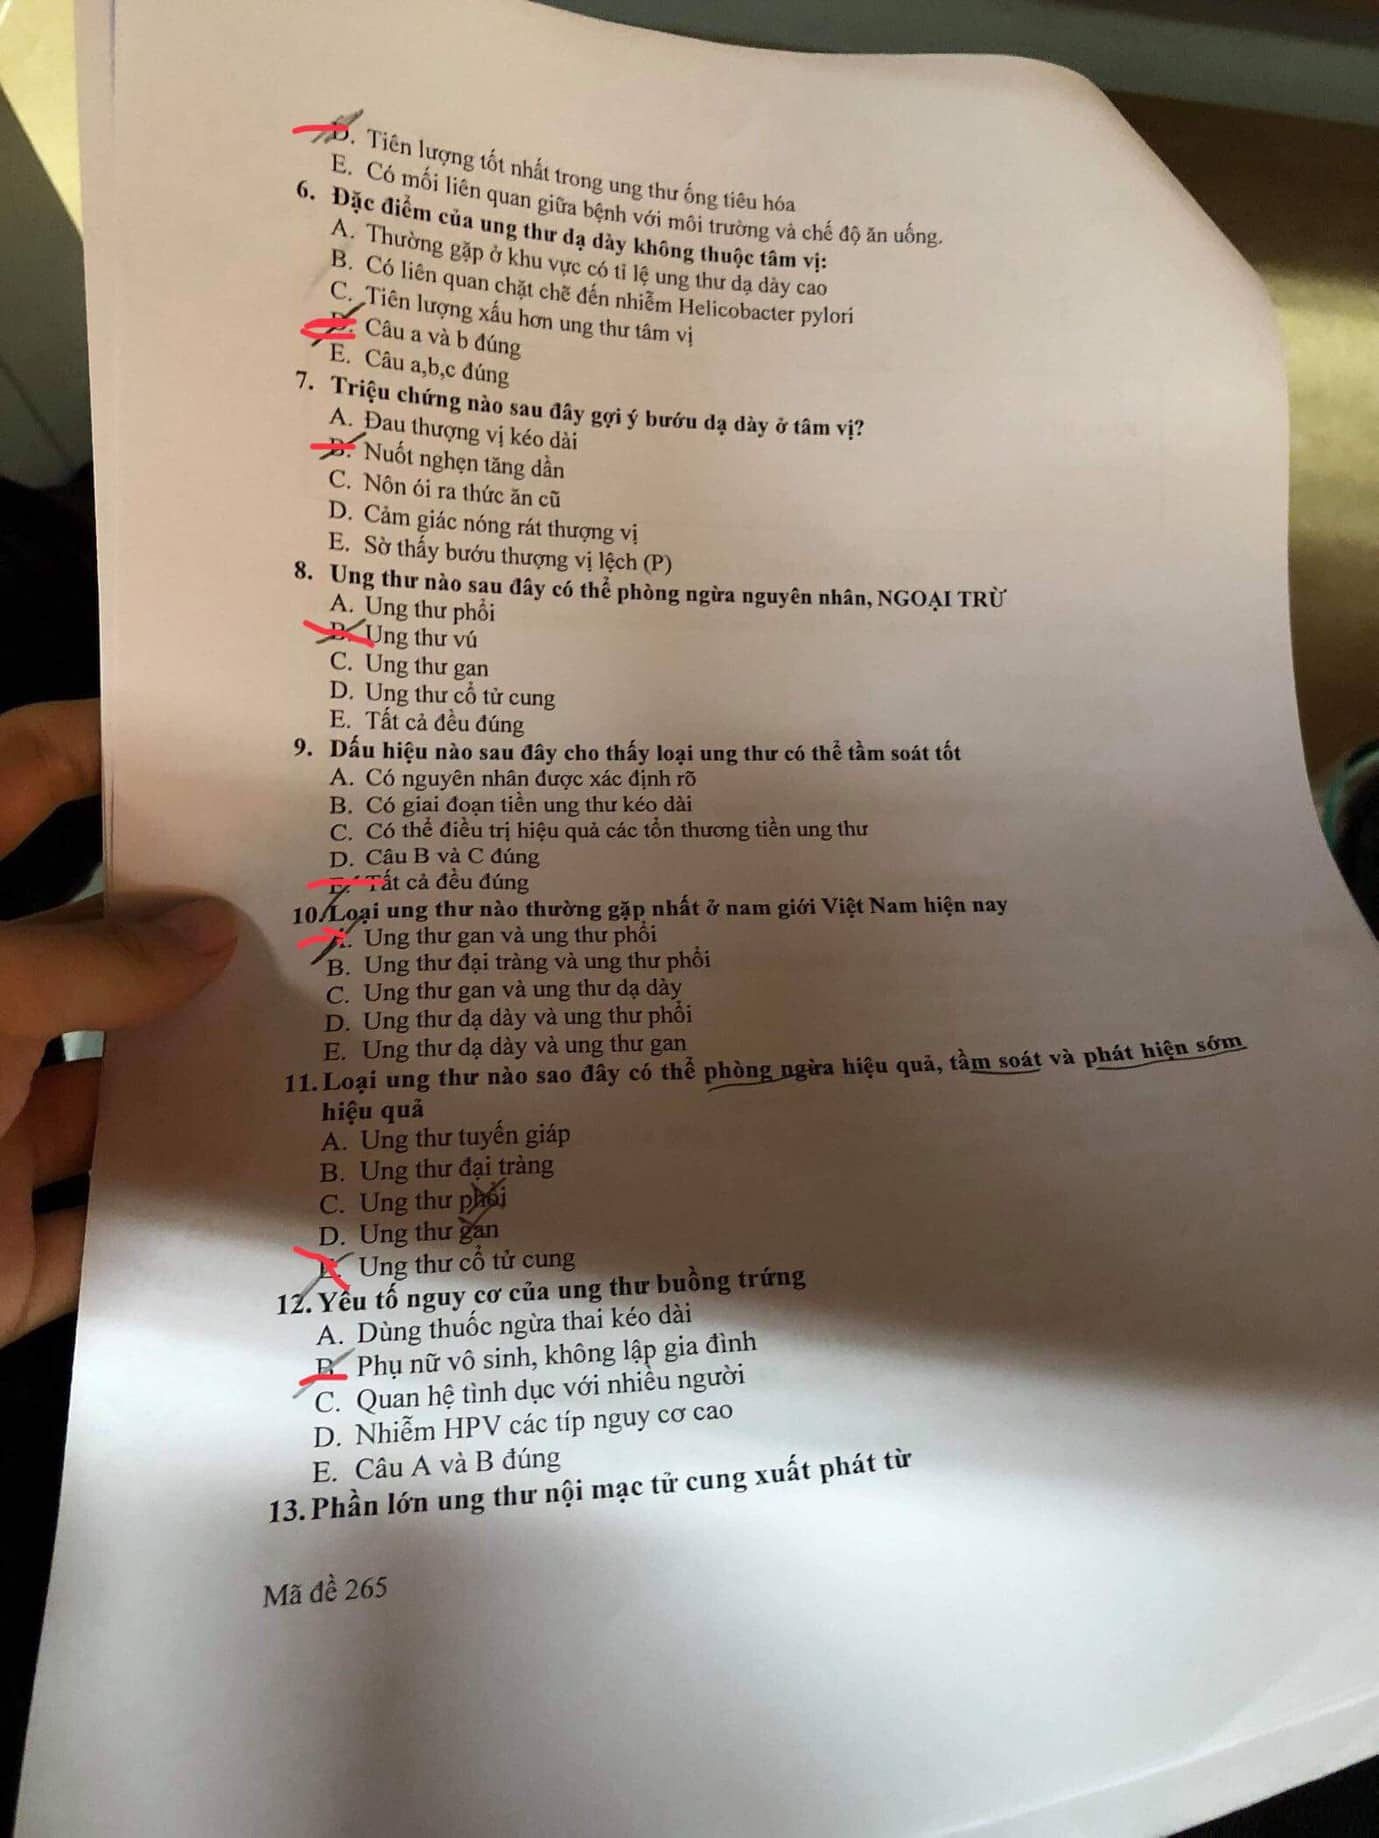 D. Tiên lượng tốt nhất trong ung thư ống tiêu hóa
E. Có mối liên quan giữa bệnh với môi trường và chế độ ăn uống.
6. Đặc điểm của ung thư dạ dày không thuộc tâm vị:
A. Thường gặp ở khu vực có tỉ lệ ung thư dạ dày cao
B. Có liên quan chặt chẽ đến nhiễm Helicobacter pylori
C. Tiên lượng xấu hơn ung thư tâm vị
D. Câu a và b đúng
E. Câu a,b,c đúng
7. Triệu chứng nào sau đây gợi ý bướu dạ dày ở tâm vị?
A. Đau thượng vị kéo dài
B. Nuốt nghẹn tăng dần
C. Nôn ói ra thức ăn cũ
D. Cảm giác nóng rát thượng vị
E. Sờ thấy bướu thượng vị lệch (P)
8. Ung thư nào sau đây có thể phòng ngừa nguyên nhân, NGOẠI TRỪ
A. Ung thư phổi
B. Ung thư vú
C. Ung thư gan
D. Ung thư cổ tử cung
E. Tất cả đều đúng
9. Dấu hiệu nào sau đây cho thấy loại ung thư có thể tầm soát tốt
A. Có nguyên nhân được xác định rõ
B. Có giai đoạn tiền ung thư kéo dài
C. Có thể điều trị hiệu quả các tổn thương tiền ung thư
D. Câu B và C đúng
E. Tất cả đều đúng
10. Loại ung thư nào thường gặp nhất ở nam giới Việt Nam hiện nay
A. Ung thư gan và ung thư phổi
B. Ung thư đại tràng và ung thư phổi
C. Ung thư gan và ung thư dạ dày
D. Ung thư dạ dày và ung thư phổi
E. Ung thư dạ dày và ung thư gan
11. Loại ung thư nào sao đây có thể phòng ngừa hiệu quả, tầm soát và phát hiện sớm
hiệu quả
A. Ung thư tuyến giáp
B. Ung thư đại tràng
C. Ung thư phổi
D. Ung thư gan
E. Ung thư cổ tử cung
12. Yếu tố nguy cơ của ung thư buồng trứng
A. Dùng thuốc ngừa thai kéo dài
B. Phụ nữ vô sinh, không lập gia đình
C. Quan hệ tình dục với nhiều người
D. Nhiễm HPV các típ nguy cơ cao
E. Câu A và B đúng
13. Phần lớn ung thư nội mạc tử cung xuất phát từ
Mã đề 265